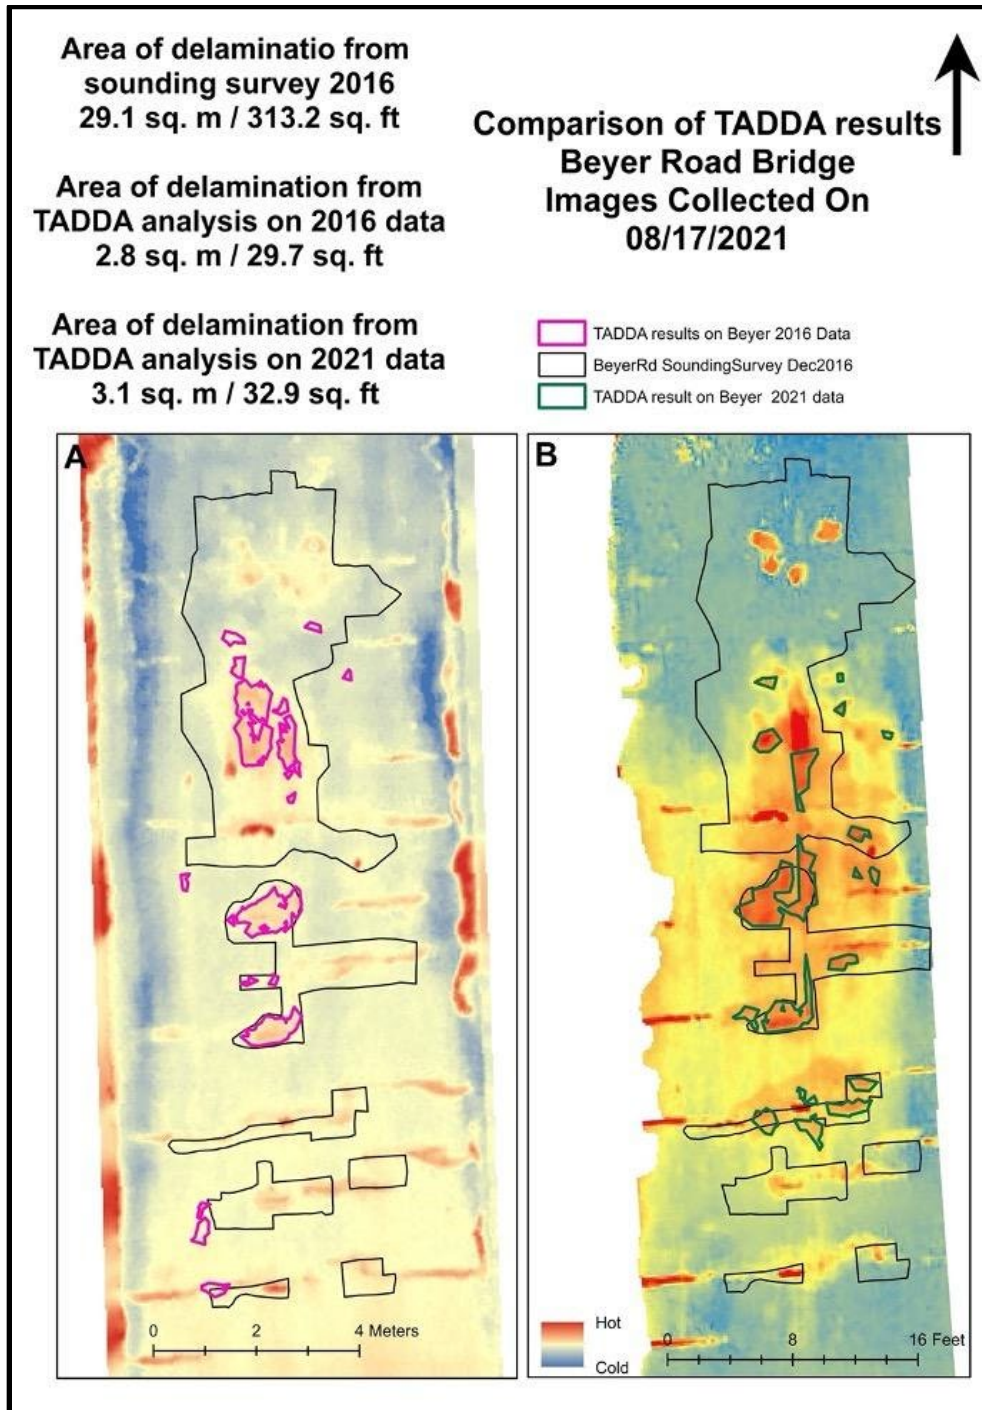 Area of delaminatio from
sounding survey 2016
29.1 sq. m / 313.2 sq. ft
Area of delamination from
TADDA analysis on 2016 data
2.8 sq. m / 29.7 sq. ft
Area of delamination from
TADDA analysis on 2021 data
3.1 sq. m / 32.9 sq. ft
Comparison of TADDA results
Beyer Road Bridge
Images Collected On
08/17/2021
TADDA results on Beyer 2016 Data
BeyerRd SoundingSurvey Dec2016
TADDA result on Beyer 2021 data
A
B
0 2 4 Meters
Hot
Cold
0 8 16 Feet